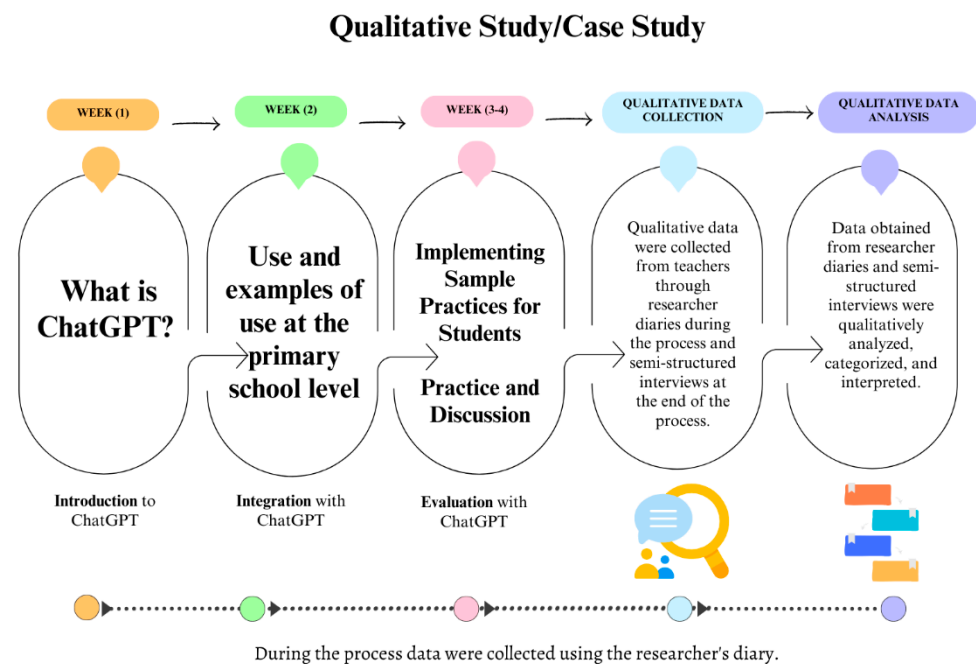 Qualitative Study/Case Study
WEEK (1)
WEEK (2)
WEEK (3-4)
QUALITATIVE DATA
COLLECTION
QUALITATIVE DATA
ANALYSIS
What is
ChatGPT?
Use and
examples of
use at the
primary
school level
Implementing
Sample
Practices for
Students
Practice and
Discussion
Qualitative data
were collected
from teachers
through
researcher
diaries during
the process and
semi-structured
interviews at
the end of the
process.
Data obtained
from researcher
diaries and semi-
structured
interviews were
qualitatively
analyzed,
categorized, and
interpreted.
Introduction to
ChatGPT
Integration with
ChatGPT
Evaluation with
ChatGPT
During the process data were collected using the researcher's diary.